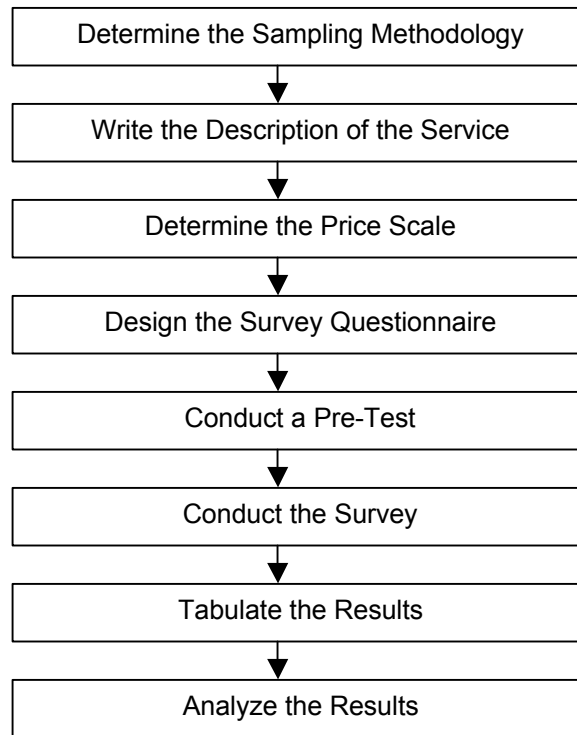 Determine the Sampling Methodology
Write the Description of the Service
Determine the Price Scale
Design the Survey Questionnaire
Conduct a Pre-Test
Conduct the Survey
Tabulate the Results
Analyze the Results